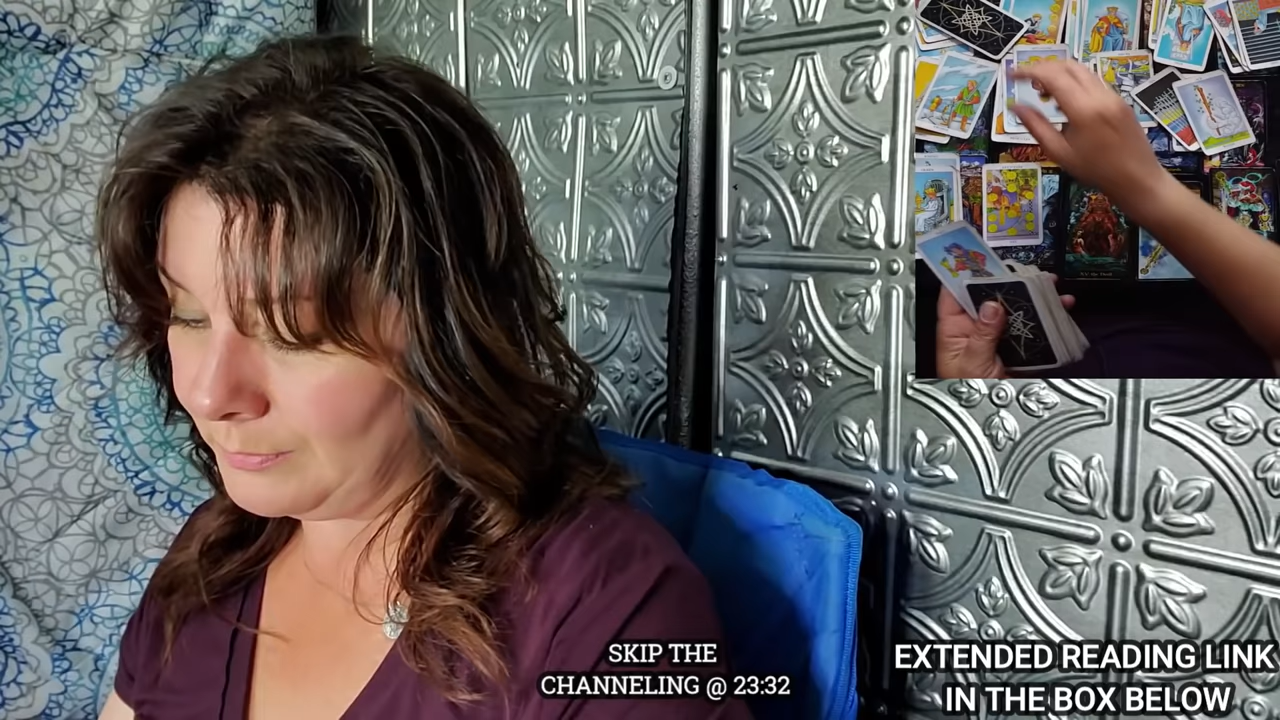 SKIP THE
CHANNELING @ 23:32
EXTENDED READING LINK
IN THE BOX BELOW